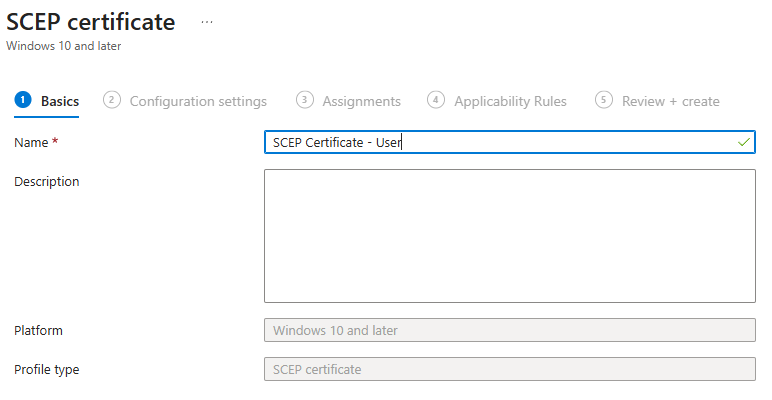 SCEP certificate ...
Windows 10 and later
1 Basics 2 Configuration settings 3 Assignments 4 Applicability Rules 5 Review + create
Name * SCEP Certificate - User
Description
Platform Windows 10 and later
Profile type SCEP certificate